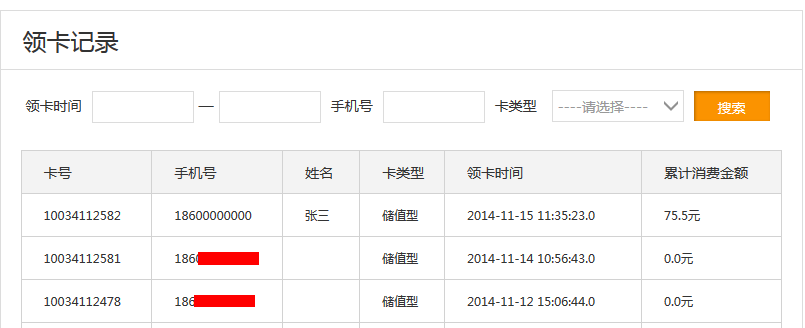 领卡记录
领卡时间 — 手机号 卡类型 ----请选择---- 搜索
卡号 手机号 姓名 卡类型 领卡时间 累计消费金额
10034112582 18600000000 张三 储值型 2014-11-15 11:35:23.0 75.5元
10034112581 186 储值型 2014-11-14 10:56:43.0 0.0元
10034112478 186 储值型 2014-11-12 15:06:44.0 0.0元